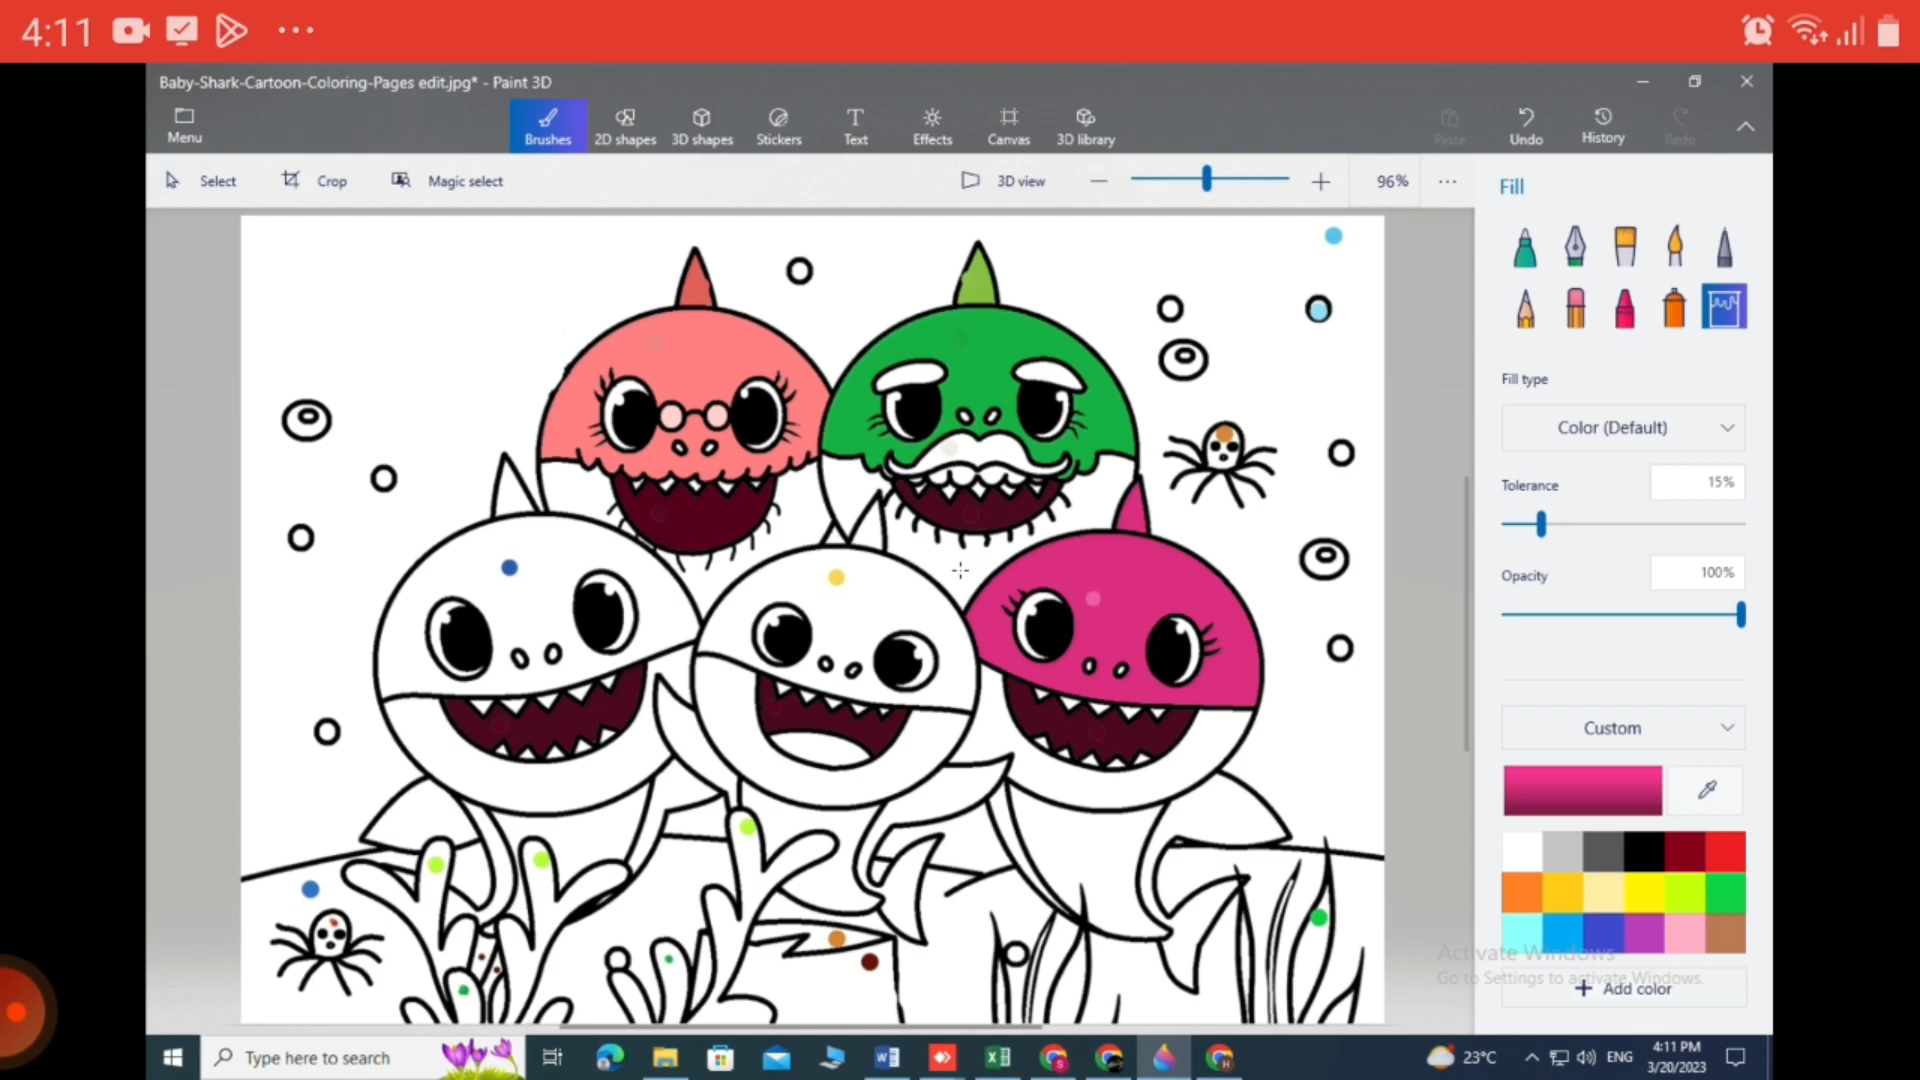 4:11
Baby-Shark-Cartoon-Coloring-Pages edit.jpg* - Paint 3D
Menu
Brushes
2D shapes
3D shapes
Stickers
Text
Effects
Canvas
3D library
Paste
Undo
History
Redo
Select
Crop
Magic select
3D view
96%
Fill
Fill type
Color (Default)
Tolerance
15%
Opacity
100%
Custom
Activate Windows
Go to Settings to activate Windows.
Add color
Type here to search
23°C
ENG
4:11 PM
3/20/2023